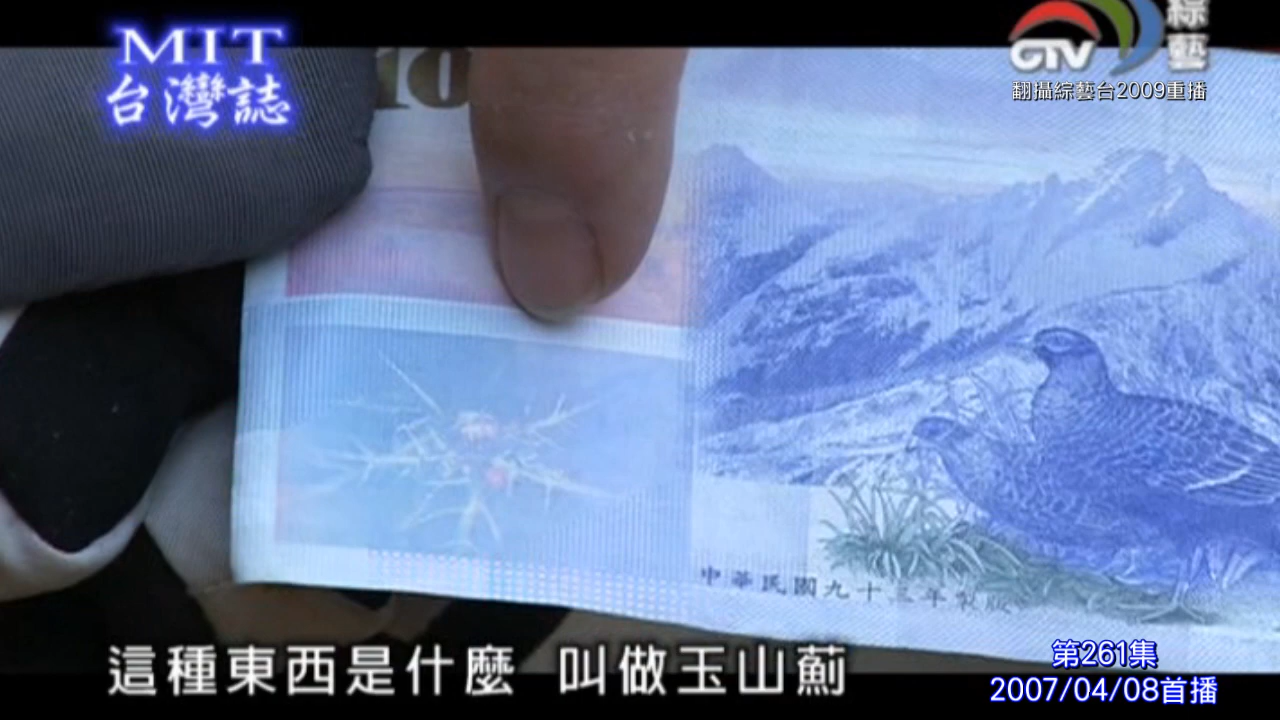 MIT
台灣誌
CTV
綜藝
翻攝綜藝台2009重播
10
中華民國九十三年製版
這種東西是什麼 叫做玉山薊
第261集
2007/04/08首播